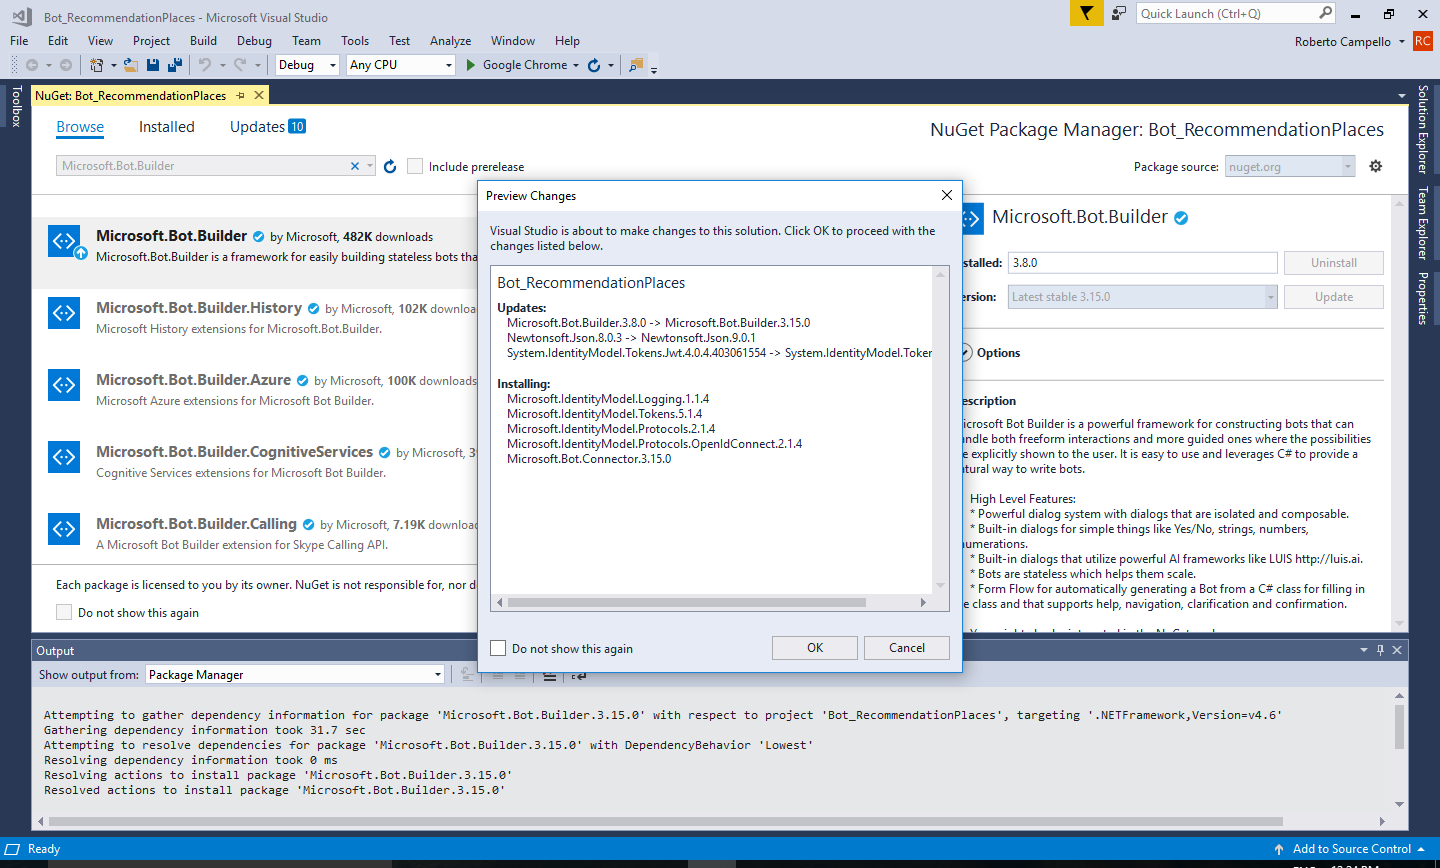 Bot_RecommendationPlaces - Microsoft Visual Studio
Quick Launch (Ctrl+Q)
File Edit View Project Build Debug Team Tools Test Analyze Window Help
Roberto Campello RC
Debug Any CPU Google Chrome
Toolbox
NuGet: Bot_RecommendationPlaces
Browse Installed Updates 10
NuGet Package Manager: Bot_RecommendationPlaces
Microsoft.Bot.Builder
Include prerelease
Package source: nuget.org
Microsoft.Bot.Builder by Microsoft, 482K downloads
Microsoft.Bot.Builder is a framework for easily building stateless bots tha
Microsoft.Bot.Builder.History by Microsoft, 102K downloa
Microsoft History extensions for Microsoft.Bot.Builder.
Microsoft.Bot.Builder.Azure by Microsoft, 100K downloads
Microsoft Azure extensions for Microsoft Bot Builder.
Microsoft.Bot.Builder.CognitiveServices by Microsoft, 3
Cognitive Services extensions for Microsoft Bot Builder.
Microsoft.Bot.Builder.Calling by Microsoft, 7.19K downloa
A Microsoft Bot Builder extension for Skype Calling API.
Each package is licensed to you by its owner. NuGet is not responsible for, nor d
Do not show this again
Preview Changes
Visual Studio is about to make changes to this solution. Click OK to proceed with the
changes listed below.
Bot_RecommendationPlaces
Updates:
Microsoft.Bot.Builder.3.8.0 -> Microsoft.Bot.Builder.3.15.0
Newtonsoft.Json.8.0.3 -> Newtonsoft.Json.9.0.1
System.IdentityModel.Tokens.Jwt.4.0.4.403061554 -> System.IdentityModel.Token
Installing:
Microsoft.IdentityModel.Logging.1.1.4
Microsoft.IdentityModel.Tokens.5.1.4
Microsoft.IdentityModel.Protocols.2.1.4
Microsoft.IdentityModel.Protocols.OpenIdConnect.2.1.4
Microsoft.Bot.Connector.3.15.0
Do not show this again
OK Cancel
Microsoft.Bot.Builder
stalled: 3.8.0 Uninstall
ersion: Latest stable 3.15.0 Update
Options
escription
icrosoft Bot Builder is a powerful framework for constructing bots that can
ndle both freeform interactions and more guided ones where the possibilities
e explicitly shown to the user. It is easy to use and leverages C# to provide a
tural way to write bots.
High Level Features:
* Powerful dialog system with dialogs that are isolated and composable.
* Built-in dialogs for simple things like Yes/No, strings, numbers,
umerations.
* Built-in dialogs that utilize powerful AI frameworks like LUIS http://luis.ai.
* Bots are stateless which helps them scale.
* Form Flow for automatically generating a Bot from a C# class for filling in
e class and that supports help, navigation, clarification and confirmation.
Solution Explorer
Team Explorer
Properties
Output
Show output from: Package Manager
Attempting to gather dependency information for package 'Microsoft.Bot.Builder.3.15.0' with respect to project 'Bot_RecommendationPlaces', targeting '.NETFramework,Version=v4.6'
Gathering dependency information took 31.7 sec
Attempting to resolve dependencies for package 'Microsoft.Bot.Builder.3.15.0' with DependencyBehavior 'Lowest'
Resolving dependency information took 0 ms
Resolving actions to install package 'Microsoft.Bot.Builder.3.15.0'
Resolved actions to install package 'Microsoft.Bot.Builder.3.15.0'
Ready
Add to Source Control